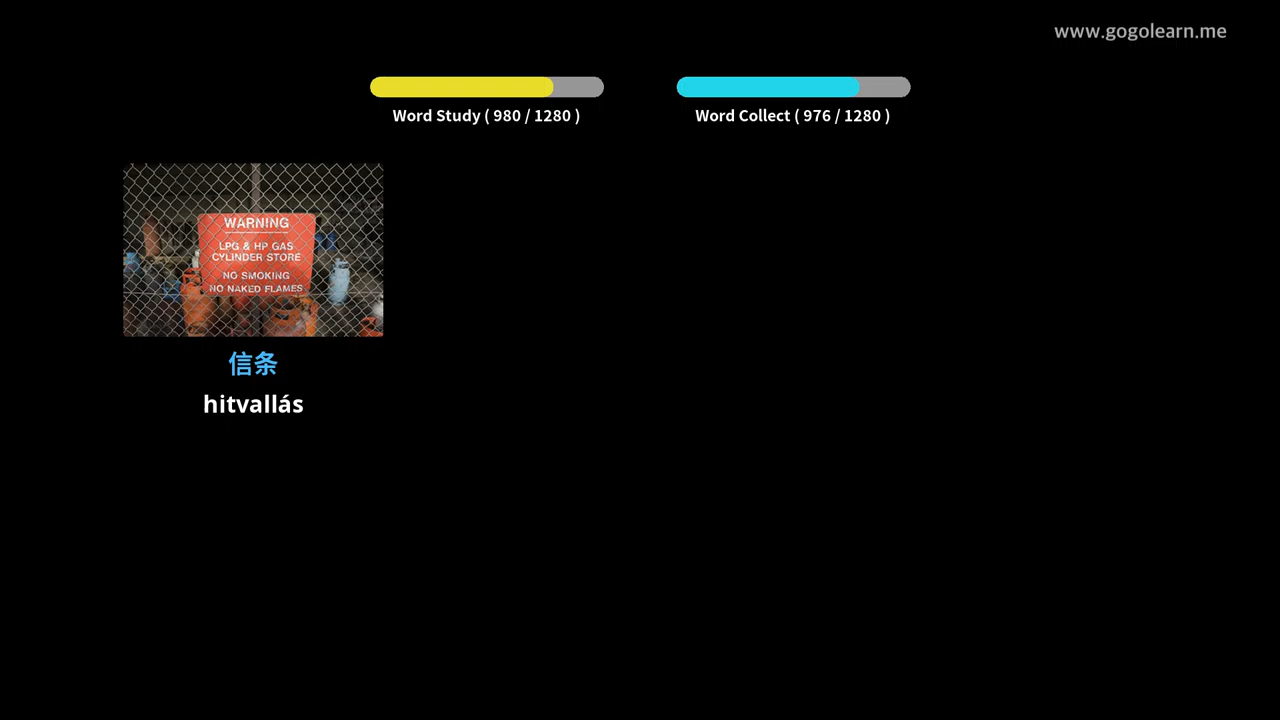 www.gogolearn.me
Word Study ( 980 / 1280 )
Word Collect ( 976 / 1280 )
WARNING
LPG & HP GAS
CYLINDER STORE
NO SMOKING
NO NAKED FLAMES
信条
hitvallás